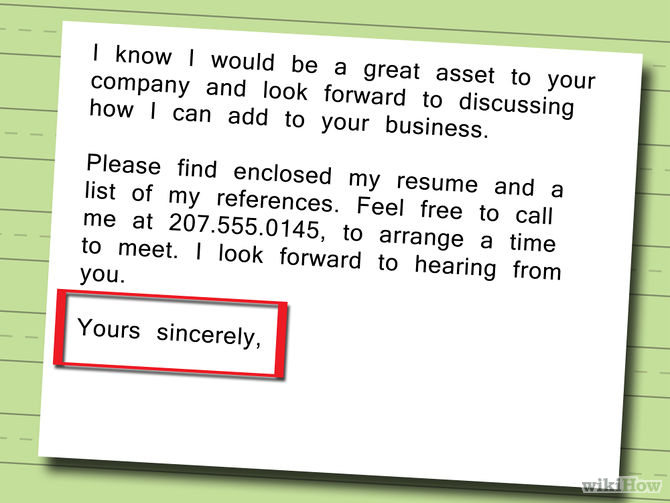 I know I would be a great asset to your
company and look forward to discussing
how I can add to your business.
Please find enclosed my resume and a
list of my references. Feel free to call
me at 207.555.0145, to arrange a time
to meet. I look forward to hearing from
you.
Yours sincerely,
wikiHow